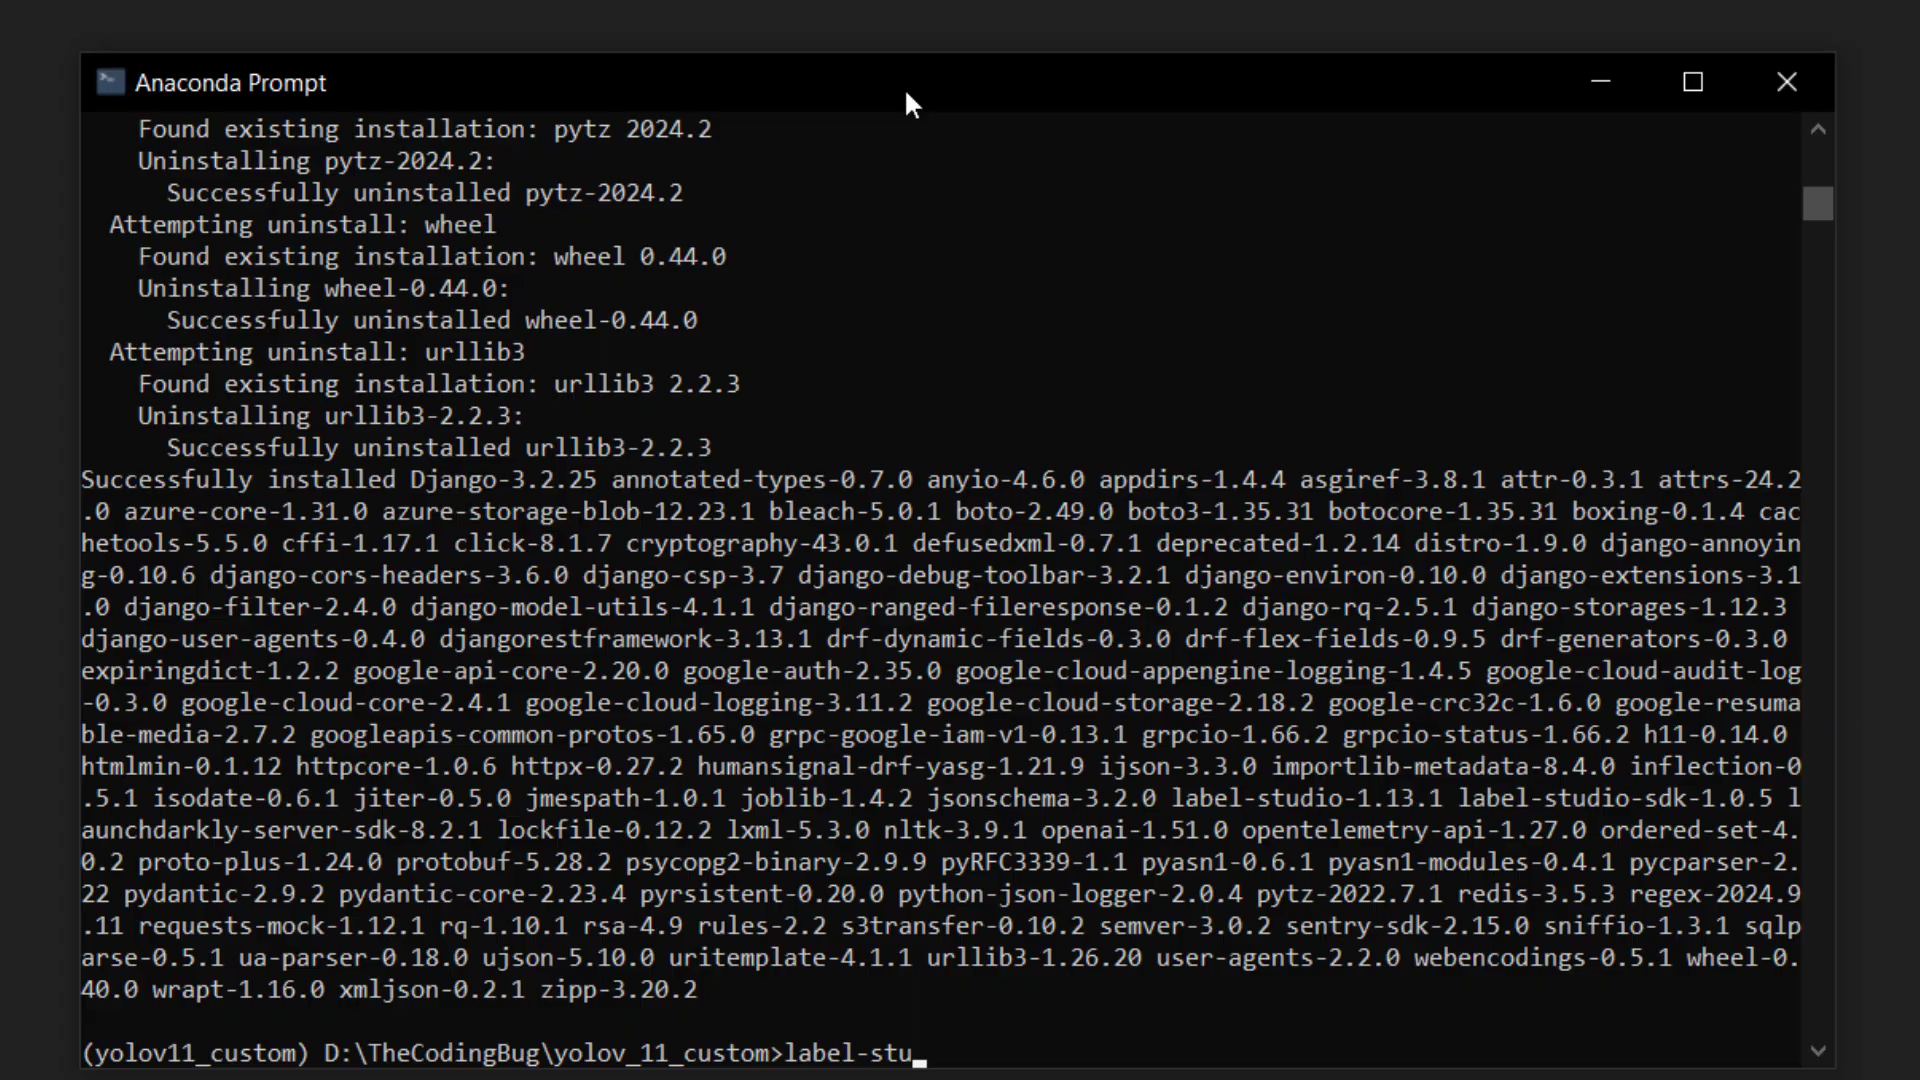 Anaconda Prompt
Found existing installation: pytz 2024.2
Uninstalling pytz-2024.2:
Successfully uninstalled pytz-2024.2
Attempting uninstall: wheel
Found existing installation: wheel 0.44.0
Uninstalling wheel-0.44.0:
Successfully uninstalled wheel-0.44.0
Attempting uninstall: urllib3
Found existing installation: urllib3 2.2.3
Uninstalling urllib3-2.2.3:
Successfully uninstalled urllib3-2.2.3
Successfully installed Django-3.2.25 annotated-types-0.7.0 anyio-4.6.0 appdirs-1.4.4 asgiref-3.8.1 attr-0.3.1 attrs-24.2
.0 azure-core-1.31.0 azure-storage-blob-12.23.1 bleach-5.0.1 boto-2.49.0 boto3-1.35.31 botocore-1.35.31 boxing-0.1.4 cac
hetools-5.5.0 cffi-1.17.1 click-8.1.7 cryptography-43.0.1 defusedxml-0.7.1 deprecated-1.2.14 distro-1.9.0 django-annoyin
g-0.10.6 django-cors-headers-3.6.0 django-csp-3.7 django-debug-toolbar-3.2.1 django-environ-0.10.0 django-extensions-3.1
.0 django-filter-2.4.0 django-model-utils-4.1.1 django-ranged-fileresponse-0.1.2 django-rq-2.5.1 django-storages-1.12.3
django-user-agents-0.4.0 djangorestframework-3.13.1 drf-dynamic-fields-0.3.0 drf-flex-fields-0.9.5 drf-generators-0.3.0
expiringdict-1.2.2 google-api-core-2.20.0 google-auth-2.35.0 google-cloud-appengine-logging-1.4.5 google-cloud-audit-log
-0.3.0 google-cloud-core-2.4.1 google-cloud-logging-3.11.2 google-cloud-storage-2.18.2 google-crc32c-1.6.0 google-resuma
ble-media-2.7.2 googleapis-common-protos-1.65.0 grpc-google-iam-v1-0.13.1 grpcio-1.66.2 grpcio-status-1.66.2 h11-0.14.0
htmlmin-0.1.12 httpcore-1.0.6 httpx-0.27.2 humansignal-drf-yasg-1.21.9 ijson-3.3.0 importlib-metadata-8.4.0 inflection-0
.5.1 isodate-0.6.1 jiter-0.5.0 jmespath-1.0.1 joblib-1.4.2 jsonschema-3.2.0 label-studio-1.13.1 label-studio-sdk-1.0.5 l
aunchdarkly-server-sdk-8.2.1 lockfile-0.12.2 lxml-5.3.0 nltk-3.9.1 openai-1.51.0 opentelemetry-api-1.27.0 ordered-set-4.
0.2 proto-plus-1.24.0 protobuf-5.28.2 psycopg2-binary-2.9.9 pyRFC3339-1.1 pyasn1-0.6.1 pyasn1-modules-0.4.1 pycparser-2.
22 pydantic-2.9.2 pydantic-core-2.23.4 pyrsistent-0.20.0 python-json-logger-2.0.4 pytz-2022.7.1 redis-3.5.3 regex-2024.9
.11 requests-mock-1.12.1 rq-1.10.1 rsa-4.9 rules-2.2 s3transfer-0.10.2 semver-3.0.2 sentry-sdk-2.15.0 sniffio-1.3.1 sqlp
arse-0.5.1 ua-parser-0.18.0 ujson-5.10.0 uritemplate-4.1.1 urllib3-1.26.20 user-agents-2.2.0 webencodings-0.5.1 wheel-0.
40.0 wrapt-1.16.0 xmljson-0.2.1 zipp-3.20.2
(yolov11_custom) D:\TheCodingBug\yolov_11_custom>label-stu